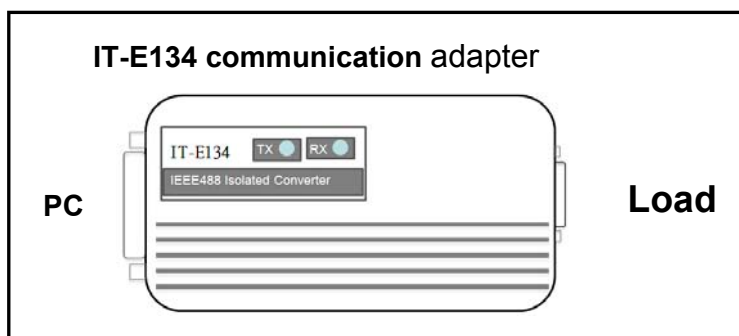 IT-E134 communication adapter
IT-E134 TX RX
IEEE488 Isolated Converter
PC
Load